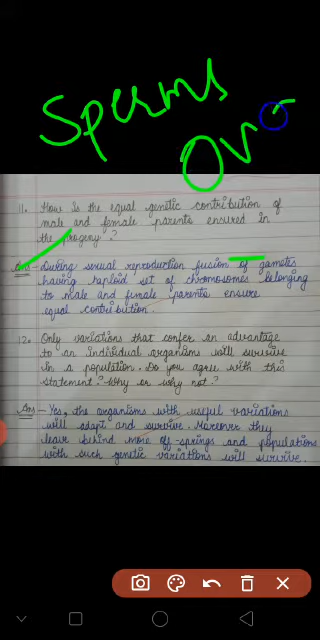 Sperms
Ov
11. How is the equal genetic contribution of
male and female parents ensured in
the progeny?
Ans- During sexual reproduction fusion of gametes
having haploid set of chromosomes belonging
to male and female parents ensure
equal contribution.
12. Only variations that confer an advantage
to an individual organisms will survive
in a population. Do you agree with this
statement? Why or why not?
Ans- Yes, the organisms with useful variations
will adapt and survive. Moreover they
leave behind more off-springs and populations
with such genetic variations will survive.